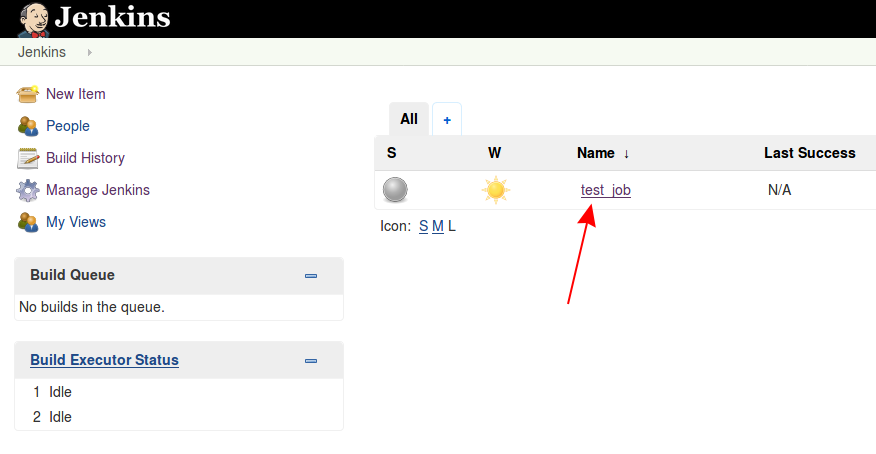 Jenkins
Jenkins
New Item
People
Build History
Manage Jenkins
My Views
Build Queue
No builds in the queue.
Build Executor Status
1 Idle
2 Idle
All +
S W Name ↓ Last Success
test_job N/A
Icon: S M L